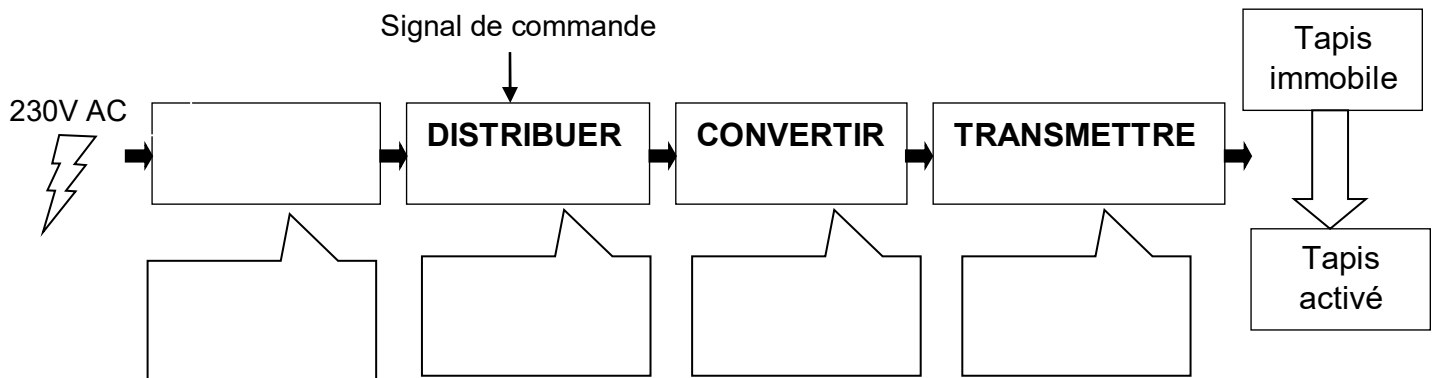 Signal de commande
Tapis
immobile
230V AC
DISTRIBUER
CONVERTIR
TRANSMETTRE
Tapis
activé